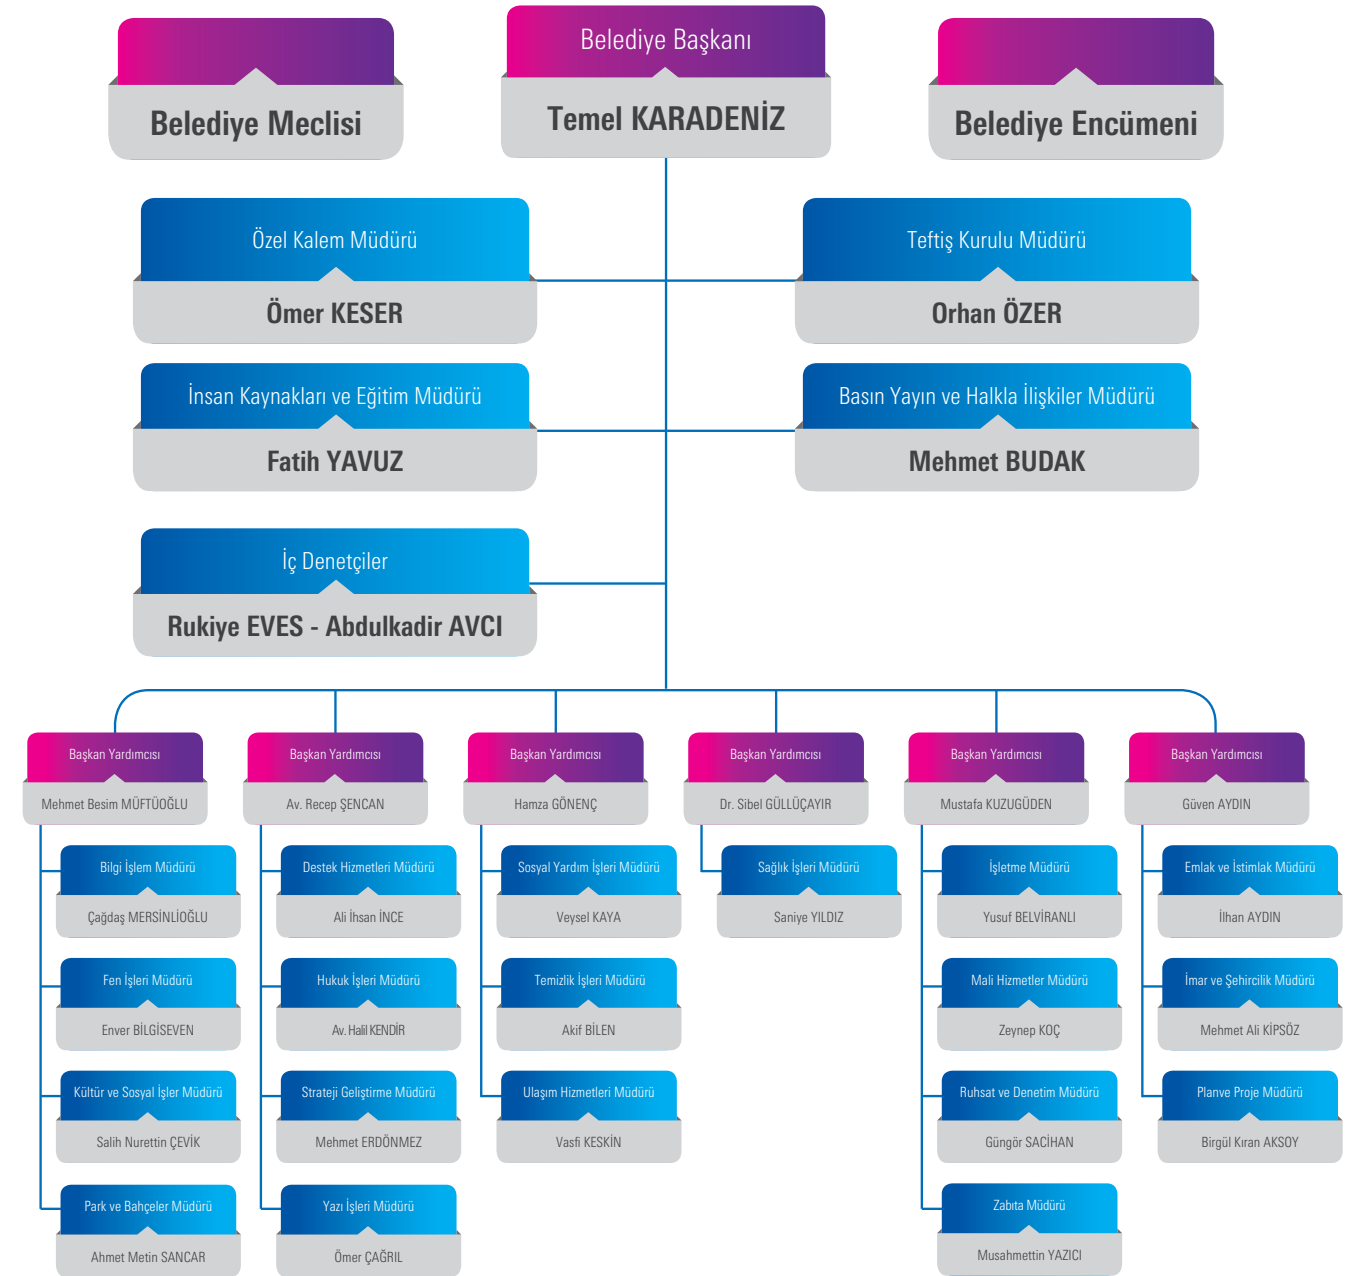 Belediye Meclisi
Belediye Başkanı
Temel KARADENİZ
Belediye Encümeni
Özel Kalem Müdürü
Ömer KESER
Teftiş Kurulu Müdürü
Orhan ÖZER
İnsan Kaynakları ve Eğitim Müdürü
Fatih YAVUZ
Basın Yayın ve Halkla İlişkiler Müdürü
Mehmet BUDAK
İç Denetçiler
Rukiye EVES - Abdulkadir AVCI
Başkan Yardımcısı
Mehmet Besim MÜFTÜOĞLU
Bilgi İşlem Müdürü
Çağdaş MERSİNLİOĞLU
Fen İşleri Müdürü
Enver BİLGİSEVEN
Kültür ve Sosyal İşler Müdürü
Salih Nurettin ÇEVİK
Park ve Bahçeler Müdürü
Ahmet Metin SANCAR
Başkan Yardımcısı
Av. Recep ŞENCAN
Destek Hizmetleri Müdürü
Ali İhsan İNCE
Hukuk İşleri Müdürü
Av. Halil KENDİR
Strateji Geliştirme Müdürü
Mehmet ERDÖNMEZ
Yazı İşleri Müdürü
Ömer ÇAĞRIL
Başkan Yardımcısı
Hamza GÖNENÇ
Sosyal Yardım İşleri Müdürü
Veysel KAYA
Temizlik İşleri Müdürü
Akif BİLEN
Ulaşım Hizmetleri Müdürü
Vasfi KESKİN
Başkan Yardımcısı
Dr. Sibel GÜLLÜÇAYIR
Sağlık İşleri Müdürü
Saniye YILDIZ
Başkan Yardımcısı
Mustafa KUZUGÜDEN
İşletme Müdürü
Yusuf BELVİRANLI
Mali Hizmetler Müdürü
Zeynep KOÇ
Ruhsat ve Denetim Müdürü
Güngör SACİHAN
Zabıta Müdürü
Musahmettin YAZICI
Başkan Yardımcısı
Güven AYDIN
Emlak ve İstimlak Müdürü
İlhan AYDIN
İmar ve Şehircilik Müdürü
Mehmet Ali KİPSÖZ
Planve Proje Müdürü
Birgül Kıran AKSOY